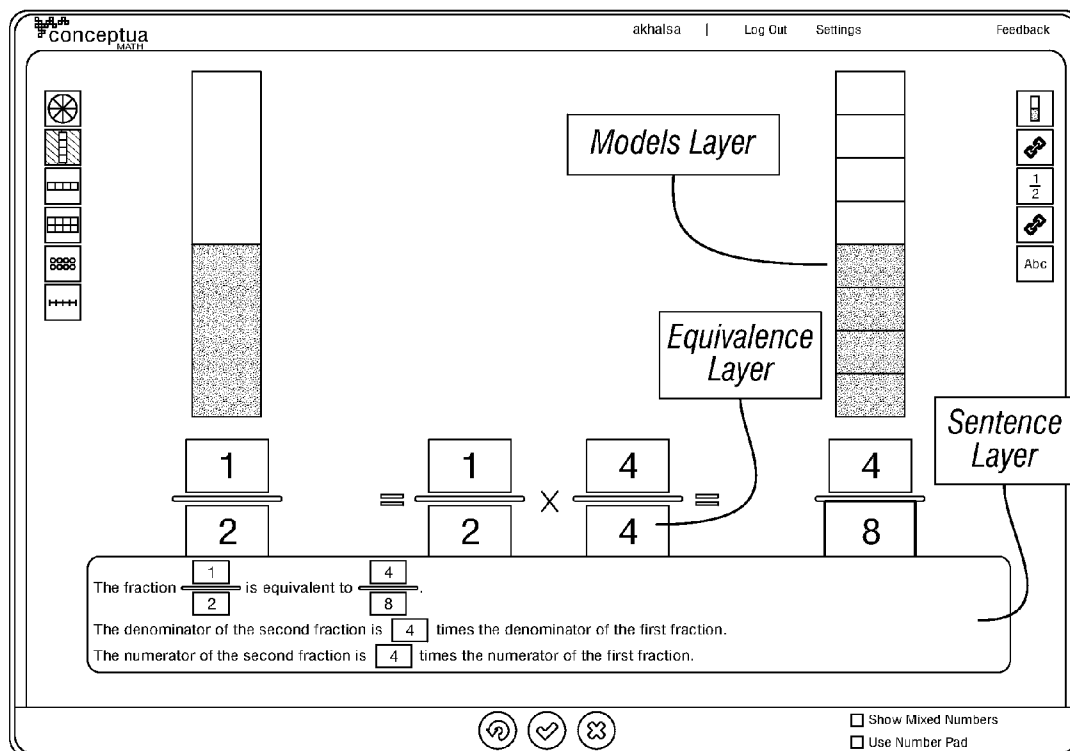 conceptua
MATH
akhalsa | Log Out Settings Feedback
Models Layer
1
2
Abc
Equivalence
Layer
Sentence
Layer
1 = 1 X 4 = 4
2 2 4 8
The fraction 1/2 is equivalent to 4/8.
The denominator of the second fraction is 4 times the denominator of the first fraction.
The numerator of the second fraction is 4 times the numerator of the first fraction.
Show Mixed Numbers
Use Number Pad